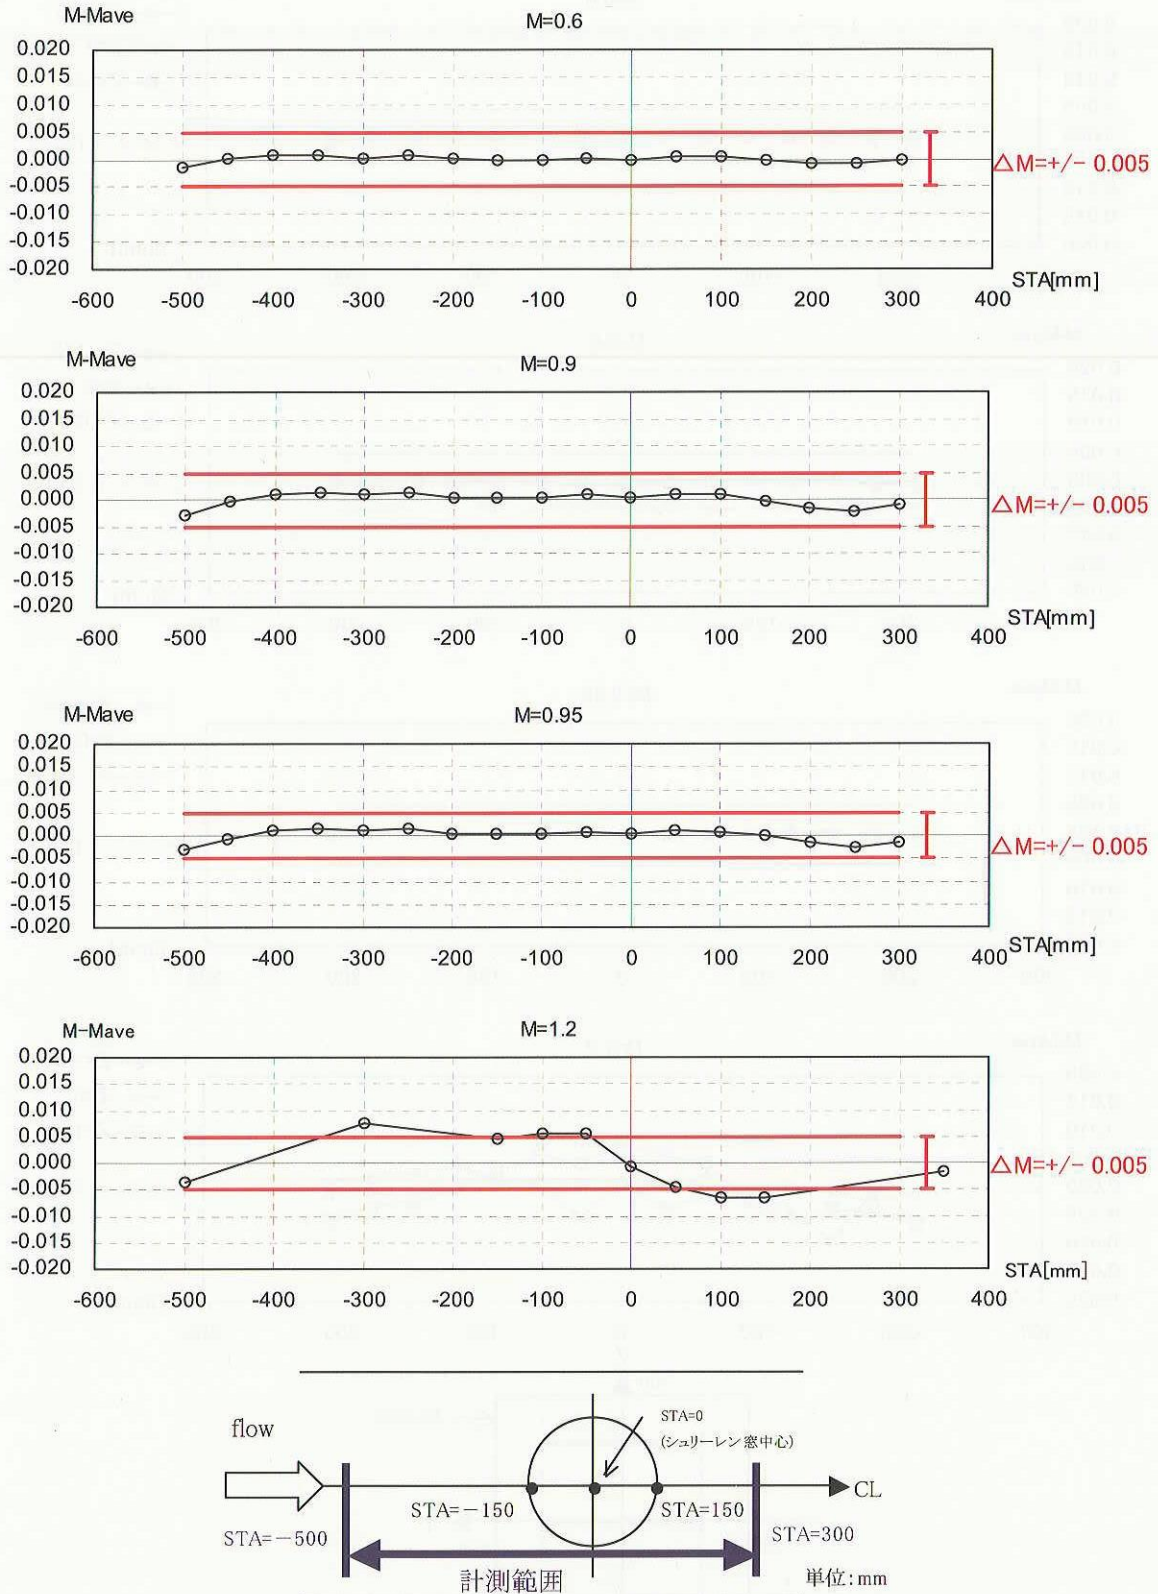 M-Mave
M=0.6
0.020
0.015
0.010
0.005
0.000
-0.005
-0.010
-0.015
-0.020
△M=+/- 0.005
STA[mm]
-600 -500 -400 -300 -200 -100 0 100 200 300 400
M-Mave
M=0.9
0.020
0.015
0.010
0.005
0.000
-0.005
-0.010
-0.015
-0.020
△M=+/- 0.005
-600 -500 -400 -300 -200 -100 0 100 200 300 400
STA[mm]
M-Mave
M=0.95
0.020
0.015
0.010
0.005
0.000
-0.005
-0.010
-0.015
-0.020
△M=+/- 0.005
-600 -500 -400 -300 -200 -100 0 100 200 300 400
STA[mm]
M-Mave
M=1.2
0.020
0.015
0.010
0.005
0.000
-0.005
-0.010
-0.015
-0.020
△M=+/- 0.005
STA[mm]
-600 -500 -400 -300 -200 -100 0 100 200 300 400
flow
STA=0
(シュリーレン窓中心)
CL
STA=-150
STA=150
STA=-500
STA=300
計測範囲
単位:mm